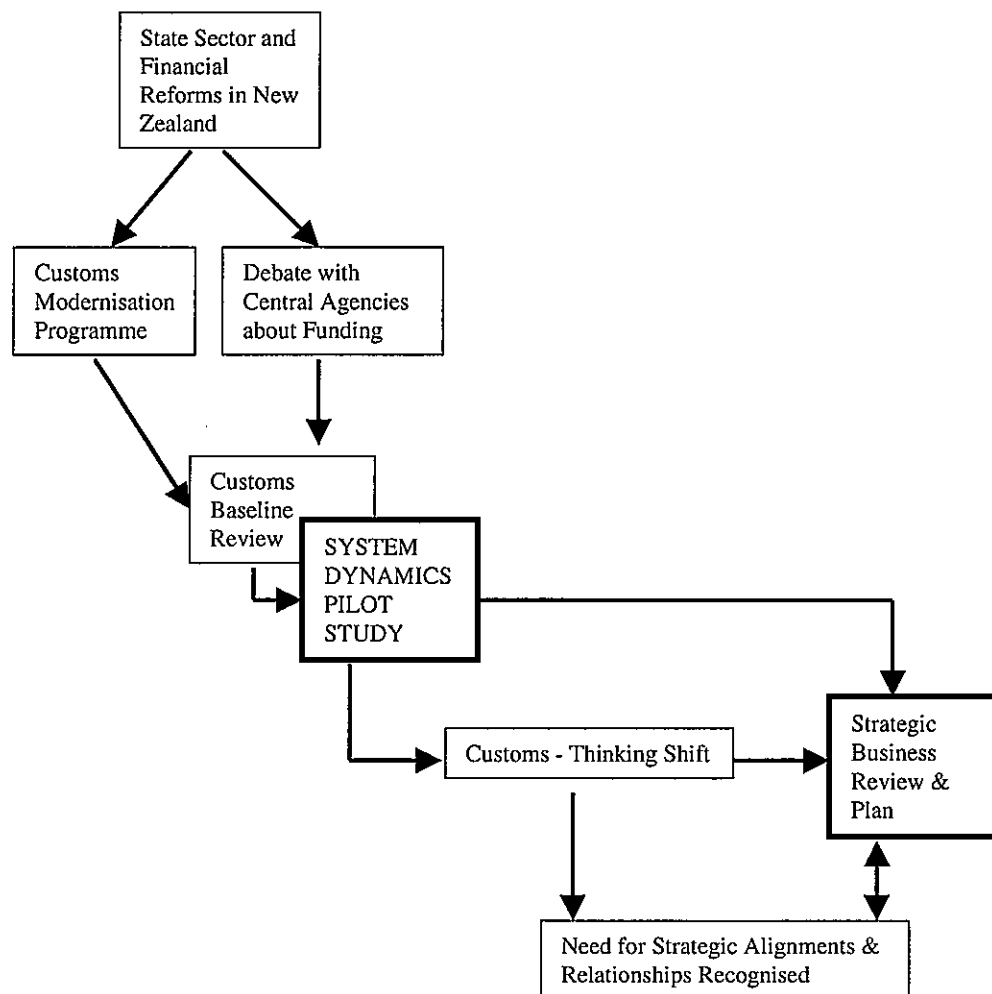 State Sector and
Financial
Reforms in New
Zealand
Customs
Modernisation
Programme
Debate with
Central Agencies
about Funding
Customs
Baseline
Review
SYSTEM
DYNAMICS
PILOT
STUDY
Customs - Thinking Shift
Strategic
Business
Review &
Plan
Need for Strategic Alignments &
Relationships Recognised